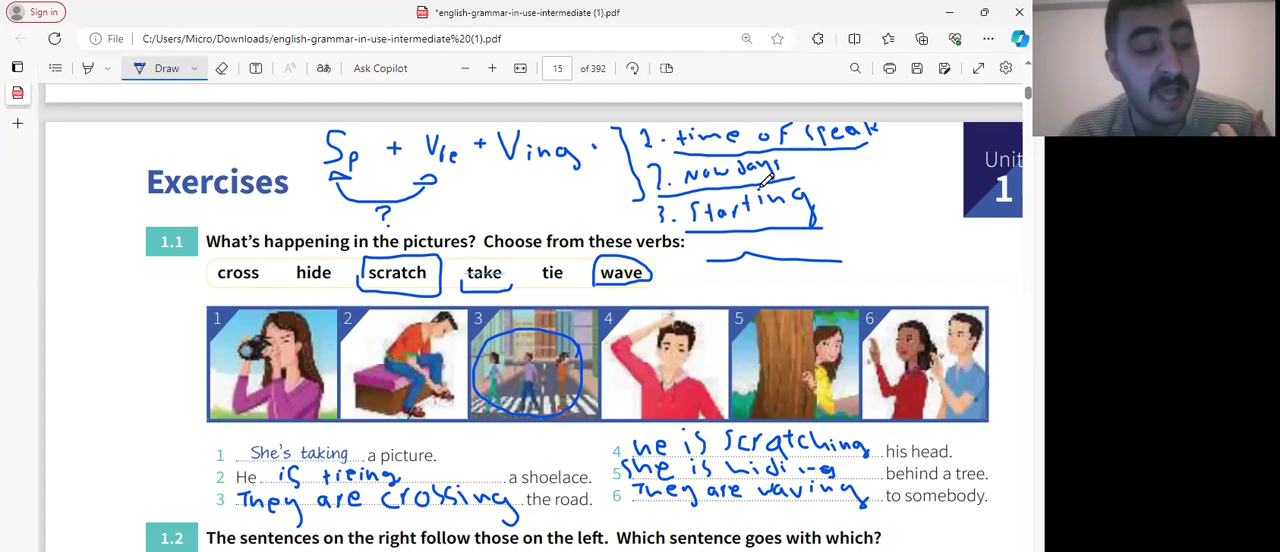 Sign in
*english-grammar-in-use-intermediate (1).pdf
File
C:/Users/Micro/Downloads/english-grammar-in-use-intermediate%20(1).pdf
Draw
Ask Copilot
15
of 392
Sp + + Ving.
?
1. time of speak
2. Nowdays
3. Starting
Exercises
Unit
1
1.1 What's happening in the pictures? Choose from these verbs:
cross hide scratch take tie wave
1 2 3 4 5 6
1 She's taking a picture.
2 He is tieing a shoelace.
3 They are crossing the road.
4 he is scratching his head.
5 She is hiding behind a tree.
6 They are waving to somebody.
1.2 The sentences on the right follow those on the left. Which sentence goes with which?